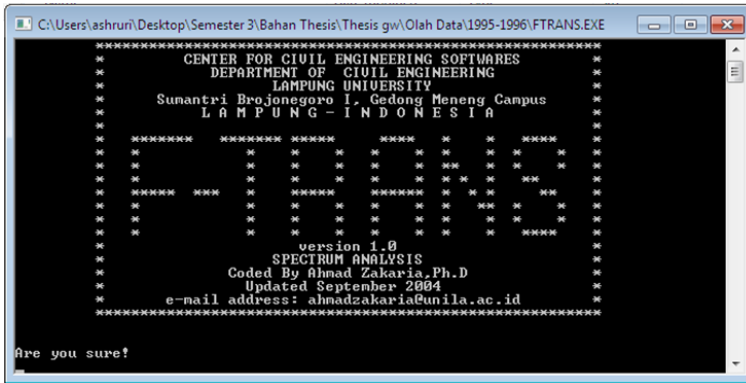 C:\Users\ashruri\Desktop\Semester 3\Bahan Thesis\Thesis gw\Olah Data\1995-1996\FTRANS.EXE
CENTER FOR CIVIL ENGINEERING SOFTWARES
DEPARTMENT OF CIVIL ENGINEERING
LAMPUNG UNIVERSITY
Sumantri Brojonegoro I, Gedong Meneng Campus
L A M P U N G - I N D O N E S I A
F-TRANS
version 1.0
SPECTRUM ANALYSIS
Coded By Ahmad Zakaria,Ph.D
Updated September 2004
e-mail address: ahmadzakaria@unila.ac.id
Are you sure!